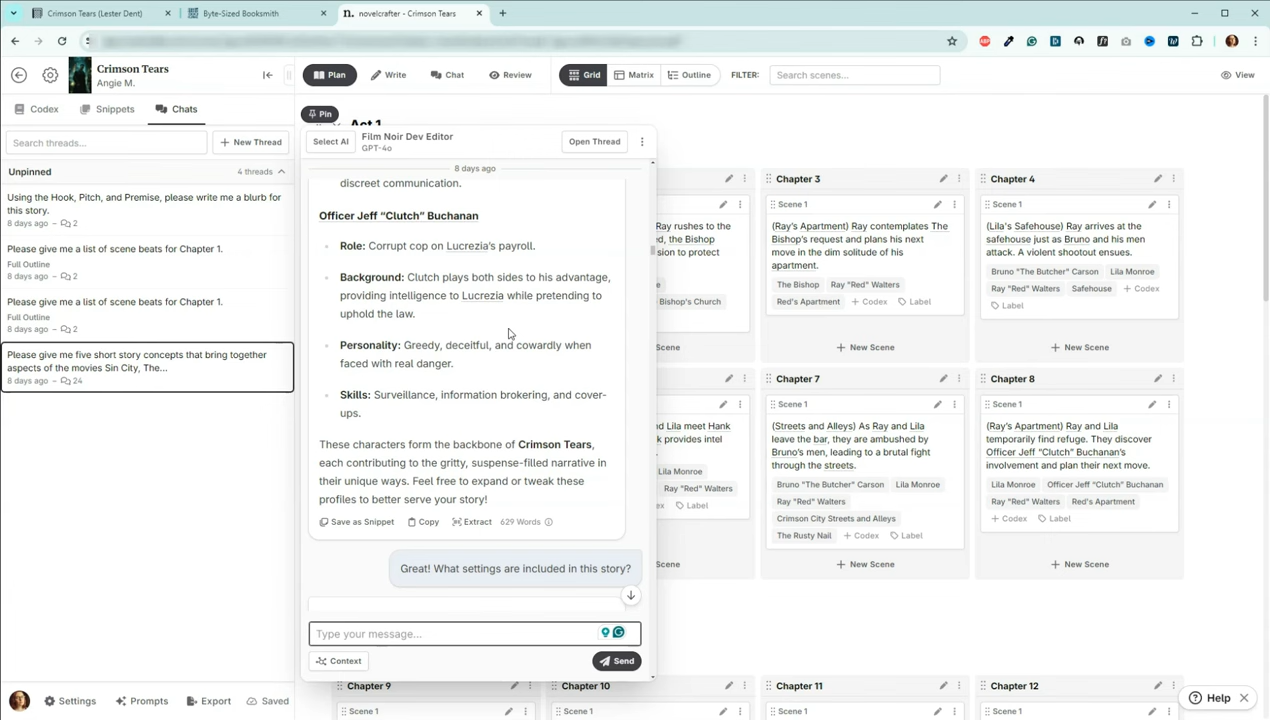 Crimson Tears (Lester Dent)
Byte-Sized Booksmith
n. novelcrafter - Crimson Tears
Crimson Tears
Angie M.
Plan
Write
Chat
Review
Grid
Matrix
Outline
FILTER:
Search scenes...
View
Codex
Snippets
Chats
Search threads...
+ New Thread
Unpinned
4 threads
Using the Hook, Pitch, and Premise, please write me a blurb for
this story.
8 days ago – 2
Please give me a list of scene beats for Chapter 1.
Full Outline
8 days ago – 2
Please give me a list of scene beats for Chapter 1.
Full Outline
8 days ago – 2
Please give me five short story concepts that bring together
aspects of the movies Sin City, The...
8 days ago – 24
Settings
Prompts
Export
Saved
Pin
Act 1
Select AI
Film Noir Dev Editor
GPT-4o
Open Thread
8 days ago
discreet communication.
Officer Jeff “Clutch” Buchanan
Role: Corrupt cop on Lucrezia's payroll.
Background: Clutch plays both sides to his advantage,
providing intelligence to Lucrezia while pretending to
uphold the law.
Personality: Greedy, deceitful, and cowardly when
faced with real danger.
Skills: Surveillance, information brokering, and cover-
ups.
These characters form the backbone of Crimson Tears,
each contributing to the gritty, suspense-filled narrative in
their unique ways. Feel free to expand or tweak these
profiles to better serve your story!
Save as Snippet
Copy
Extract
629 Words
Great! What settings are included in this story?
Type your message...
Context
Send
Ray rushes to the
d, the Bishop
sion to protect
Bishop's Church
Scene
Chapter 3
Scene 1
(Ray's Apartment) Ray contemplates The
Bishop's request and plans his next
move in the dim solitude of his
apartment.
The Bishop
Ray "Red" Walters
Red's Apartment
+ Codex
Label
+ New Scene
Chapter 4
Scene 1
(Lila's Safehouse) Ray arrives at the
safehouse just as Bruno and his men
attack. A violent shootout ensues.
Bruno "The Butcher" Carson
Lila Monroe
Ray "Red" Walters
Safehouse
+ Codex
Label
+ New Scene
nd Lila meet Hank
k provides intel
Lila Monroe
Ray "Red" Walters
Label
Scene
Chapter 7
Scene 1
(Streets and Alleys) As Ray and Lila
leave the bar, they are ambushed by
Bruno's men, leading to a brutal fight
through the streets.
Bruno "The Butcher" Carson
Lila Monroe
Ray "Red" Walters
Crimson City Streets and Alleys
The Rusty Nail
+ Codex
Label
+ New Scene
Chapter 8
Scene 1
(Ray's Apartment) Ray and Lila
temporarily find refuge. They discover
Officer Jeff “Clutch” Buchanan's
involvement and plan their next move.
Lila Monroe
Officer Jeff "Clutch" Buchanan
Ray "Red" Walters
Red's Apartment
+ Codex
Label
+ New Scene
Chapter 9
Scene 1
Chapter 10
Scene 1
Chapter 11
Scene 1
Chapter 12
Scene 1
Help